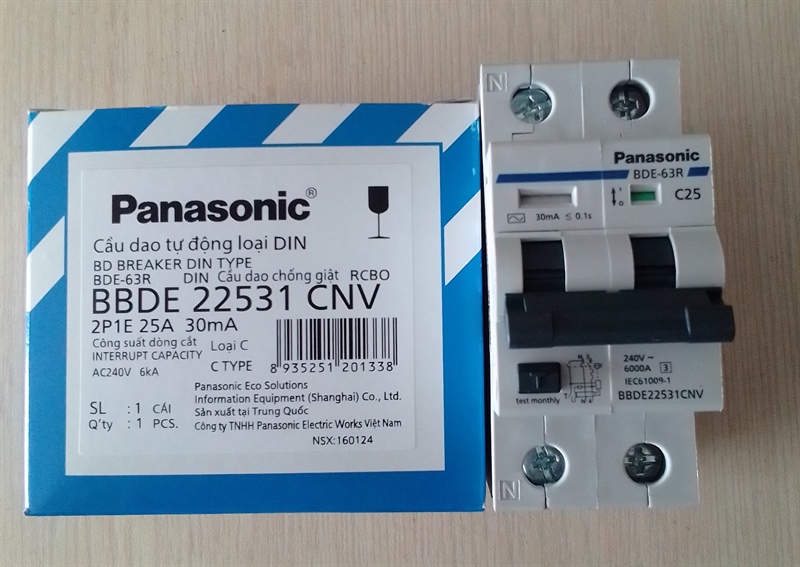 Panasonic®
Cầu dao tự động loại DIN
BD BREAKER DIN TYPE
BDE-63R DIN Cầu dao chống giật RCBO
BBDE 22531 CNV
2P1E 25A 30mA
Công suất dòng cắt Loại C
INTERRUPT CAPACITY C TYPE
AC240V 6kA
8 935251 201338
Panasonic Eco Solutions
Information Equipment (Shanghai) Co., Ltd.
SL : 1 CÁI Sản xuất tại Trung Quốc
Q'ty : 1 PCS. Công ty TNHH Panasonic Electric Works Việt Nam
NSX:160124
N
Panasonic
BDE-63R
C25
30mA ≤ 0.1s
T
240V ~
6000A 3
IEC61009-1
test monthly
BBDE22531CNV
N